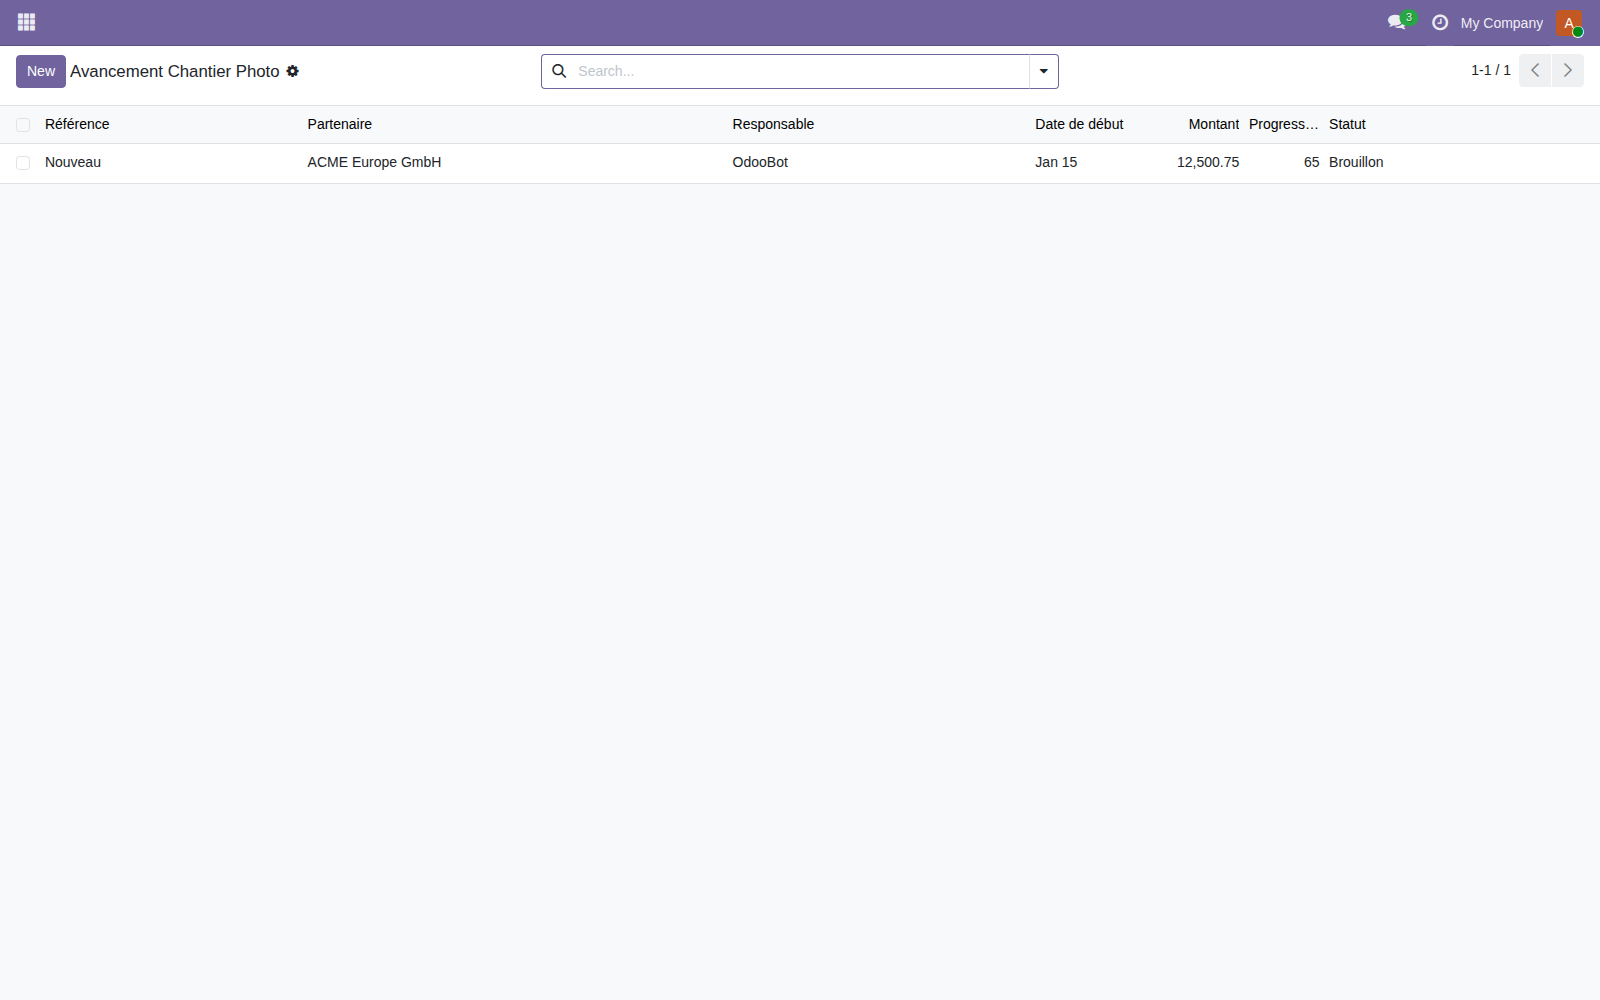 3
My Company
A
New
Avancement Chantier Photo
Search...
1-1 / 1
Référence Partenaire Responsable Date de début Montant Progress... Statut
Nouveau ACME Europe GmbH OdooBot Jan 15 12,500.75 65 Brouillon